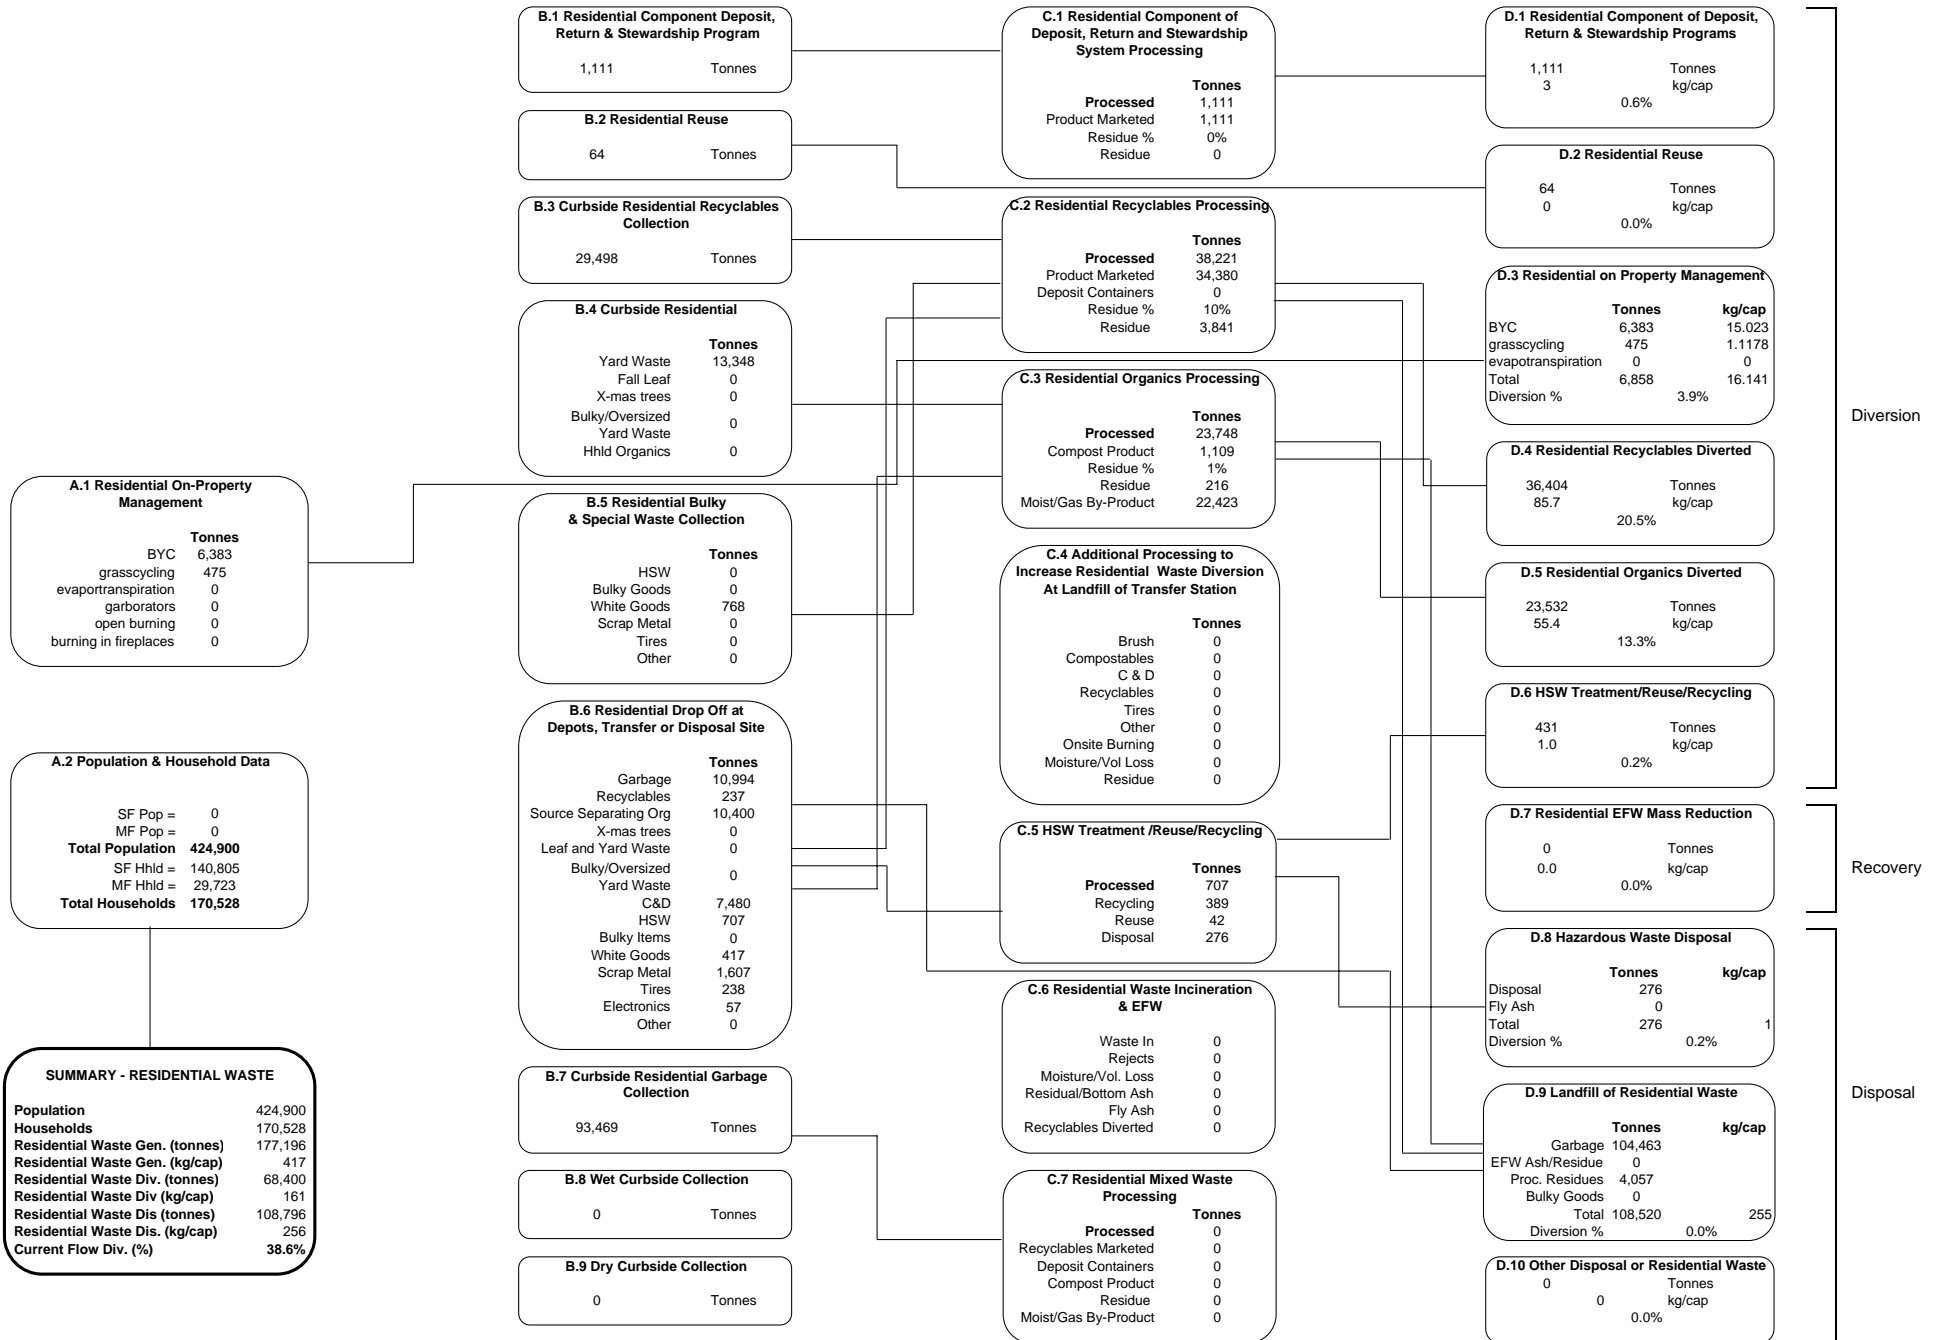 A.1 Residential On-Property
Management
Tonnes
BYC 6,383
grasscycling 475
evaportranspiration 0
garborators 0
open burning 0
burning in fireplaces 0
A.2 Population & Household Data
SF Pop = 0
MF Pop = 0
Total Population 424,900
SF Hhld = 140,805
MF Hhld = 29,723
Total Households 170,528
SUMMARY - RESIDENTIAL WASTE
Population 424,900
Households 170,528
Residential Waste Gen. (tonnes) 177,196
Residential Waste Gen. (kg/cap) 417
Residential Waste Div. (tonnes) 68,400
Residential Waste Div (kg/cap) 161
Residential Waste Dis (tonnes) 108,796
Residential Waste Dis. (kg/cap) 256
Current Flow Div. (%) 38.6%
B.1 Residential Component Deposit,
Return & Stewardship Program
1,111 Tonnes
B.2 Residential Reuse
64 Tonnes
B.3 Curbside Residential Recyclables
Collection
29,498 Tonnes
B.4 Curbside Residential
Tonnes
Yard Waste 13,348
Fall Leaf 0
X-mas trees 0
Bulky/Oversized
Yard Waste 0
Hhld Organics 0
B.5 Residential Bulky
& Special Waste Collection
Tonnes
HSW 0
Bulky Goods 0
White Goods 768
Scrap Metal 0
Tires 0
Other 0
B.6 Residential Drop Off at
Depots, Transfer or Disposal Site
Tonnes
Garbage 10,994
Recyclables 237
Source Separating Org 10,400
X-mas trees 0
Leaf and Yard Waste 0
Bulky/Oversized
Yard Waste 0
C&D 7,480
HSW 707
Bulky Items 0
White Goods 417
Scrap Metal 1,607
Tires 238
Electronics 57
Other 0
B.7 Curbside Residential Garbage
Collection
93,469 Tonnes
B.8 Wet Curbside Collection
0 Tonnes
B.9 Dry Curbside Collection
0 Tonnes
C.1 Residential Component of
Deposit, Return and Stewardship
System Processing
Tonnes
Processed 1,111
Product Marketed 1,111
Residue % 0%
Residue 0
C.2 Residential Recyclables Processing
Tonnes
Processed 38,221
Product Marketed 34,380
Deposit Containers 0
Residue % 10%
Residue 3,841
C.3 Residential Organics Processing
Tonnes
Processed 23,748
Compost Product 1,109
Residue % 1%
Residue 216
Moist/Gas By-Product 22,423
C.4 Additional Processing to
Increase Residential Waste Diversion
At Landfill of Transfer Station
Tonnes
Brush 0
Compostables 0
C & D 0
Recyclables 0
Tires 0
Other 0
Onsite Burning 0
Moisture/Vol Loss 0
Residue 0
C.5 HSW Treatment /Reuse/Recycling
Tonnes
Processed 707
Recycling 389
Reuse 42
Disposal 276
C.6 Residential Waste Incineration
& EFW
Waste In 0
Rejects 0
Moisture/Vol. Loss 0
Residual/Bottom Ash 0
Fly Ash 0
Recyclables Diverted 0
C.7 Residential Mixed Waste
Processing
Tonnes
Processed 0
Recyclables Marketed 0
Deposit Containers 0
Compost Product 0
Residue 0
Moist/Gas By-Product 0
D.1 Residential Component of Deposit,
Return & Stewardship Programs
1,111 Tonnes
3 kg/cap
0.6%
D.2 Residential Reuse
64 Tonnes
0 kg/cap
0.0%
D.3 Residential on Property Management
Tonnes kg/cap
BYC 6,383 15.023
grasscycling 475 1.1178
evapotranspiration 0 0
Total 6,858 16.141
Diversion % 3.9%
D.4 Residential Recyclables Diverted
36,404 Tonnes
85.7 kg/cap
20.5%
D.5 Residential Organics Diverted
23,532 Tonnes
55.4 kg/cap
13.3%
D.6 HSW Treatment/Reuse/Recycling
431 Tonnes
1.0 kg/cap
0.2%
D.7 Residential EFW Mass Reduction
0 Tonnes
0.0 kg/cap
0.0%
D.8 Hazardous Waste Disposal
Tonnes kg/cap
Disposal 276
Fly Ash 0
Total 276 1
Diversion % 0.2%
D.9 Landfill of Residential Waste
Tonnes kg/cap
Garbage 104,463
EFW Ash/Residue 0
Proc. Residues 4,057
Bulky Goods 0
Total 108,520 255
Diversion % 0.0%
D.10 Other Disposal or Residential Waste
0 Tonnes
0 kg/cap
0.0%
Diversion
Recovery
Disposal